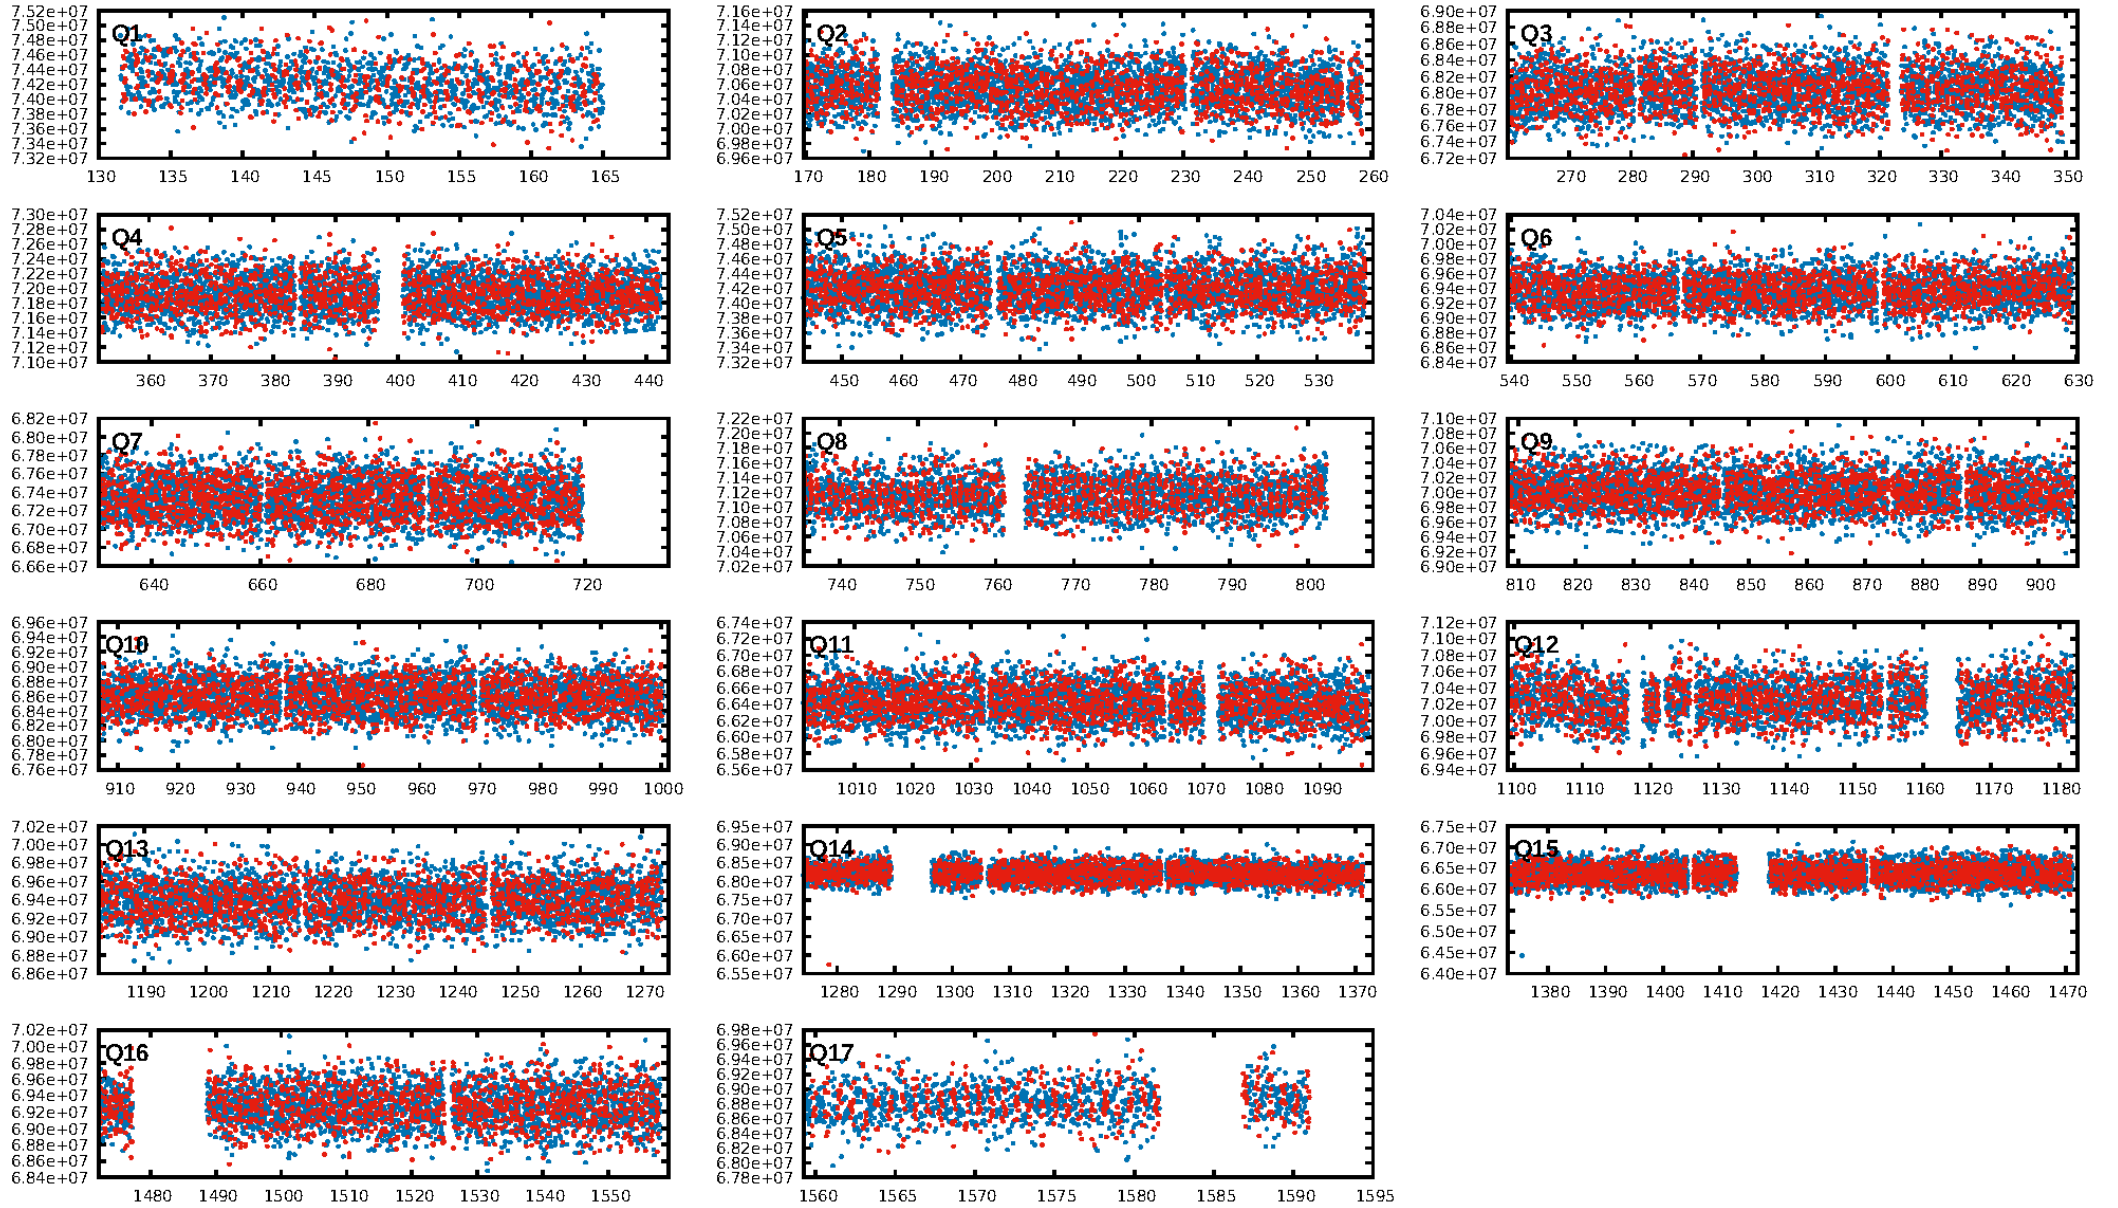 7.52e+07
7.50e+07
7.48e+07
7.46e+07
7.44e+07
7.42e+07
7.40e+07
7.38e+07
7.36e+07
7.34e+07
7.32e+07
Q1
130 135 140 145 150 155 160 165
7.16e+07
7.14e+07
7.12e+07
7.10e+07
7.08e+07
7.06e+07
7.04e+07
7.02e+07
7.00e+07
6.98e+07
6.96e+07
Q2
170 180 190 200 210 220 230 240 250 260
6.90e+07
6.88e+07
6.86e+07
6.84e+07
6.82e+07
6.80e+07
6.78e+07
6.76e+07
6.74e+07
6.72e+07
Q3
270 280 290 300 310 320 330 340 350
7.30e+07
7.28e+07
7.26e+07
7.24e+07
7.22e+07
7.20e+07
7.18e+07
7.16e+07
7.14e+07
7.12e+07
7.10e+07
Q4
360 370 380 390 400 410 420 430 440
7.52e+07
7.50e+07
7.48e+07
7.46e+07
7.44e+07
7.42e+07
7.40e+07
7.38e+07
7.36e+07
7.34e+07
7.32e+07
Q5
450 460 470 480 490 500 510 520 530
7.04e+07
7.02e+07
7.00e+07
6.98e+07
6.96e+07
6.94e+07
6.92e+07
6.90e+07
6.88e+07
6.86e+07
6.84e+07
Q6
540 550 560 570 580 590 600 610 620 630
6.82e+07
6.80e+07
6.78e+07
6.76e+07
6.74e+07
6.72e+07
6.70e+07
6.68e+07
6.66e+07
Q7
640 660 680 700 720
7.22e+07
7.20e+07
7.18e+07
7.16e+07
7.14e+07
7.12e+07
7.10e+07
7.08e+07
7.06e+07
7.04e+07
7.02e+07
Q8
740 750 760 770 780 790 800
7.10e+07
7.08e+07
7.06e+07
7.04e+07
7.02e+07
7.00e+07
6.98e+07
6.96e+07
6.94e+07
6.92e+07
6.90e+07
Q9
810 820 830 840 850 860 870 880 890 900
6.96e+07
6.94e+07
6.92e+07
6.90e+07
6.88e+07
6.86e+07
6.84e+07
6.82e+07
6.80e+07
6.78e+07
6.76e+07
Q10
910 920 930 940 950 960 970 980 990 1000
6.74e+07
6.72e+07
6.70e+07
6.68e+07
6.66e+07
6.64e+07
6.62e+07
6.60e+07
6.58e+07
6.56e+07
Q11
1010 1020 1030 1040 1050 1060 1070 1080 1090
7.12e+07
7.10e+07
7.08e+07
7.06e+07
7.04e+07
7.02e+07
7.00e+07
6.98e+07
6.96e+07
6.94e+07
Q12
1100 1110 1120 1130 1140 1150 1160 1170 1180
7.02e+07
7.00e+07
6.98e+07
6.96e+07
6.94e+07
6.92e+07
6.90e+07
6.88e+07
6.86e+07
Q13
1190 1200 1210 1220 1230 1240 1250 1260 1270
6.95e+07
6.90e+07
6.85e+07
6.80e+07
6.75e+07
6.70e+07
6.65e+07
6.60e+07
6.55e+07
Q14
1280 1290 1300 1310 1320 1330 1340 1350 1360 1370
6.75e+07
6.70e+07
6.65e+07
6.60e+07
6.55e+07
6.50e+07
6.45e+07
6.40e+07
Q15
1380 1390 1400 1410 1420 1430 1440 1450 1460 1470
7.02e+07
7.00e+07
6.98e+07
6.96e+07
6.94e+07
6.92e+07
6.90e+07
6.88e+07
6.86e+07
6.84e+07
Q16
1480 1490 1500 1510 1520 1530 1540 1550
6.98e+07
6.96e+07
6.94e+07
6.92e+07
6.90e+07
6.88e+07
6.86e+07
6.84e+07
6.82e+07
6.80e+07
6.78e+07
Q17
1560 1565 1570 1575 1580 1585 1590 1595